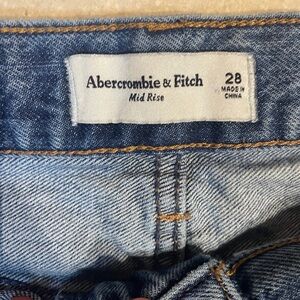 Abercrombie & Fitch
Mid Rise
28
MADE IN
CHINA